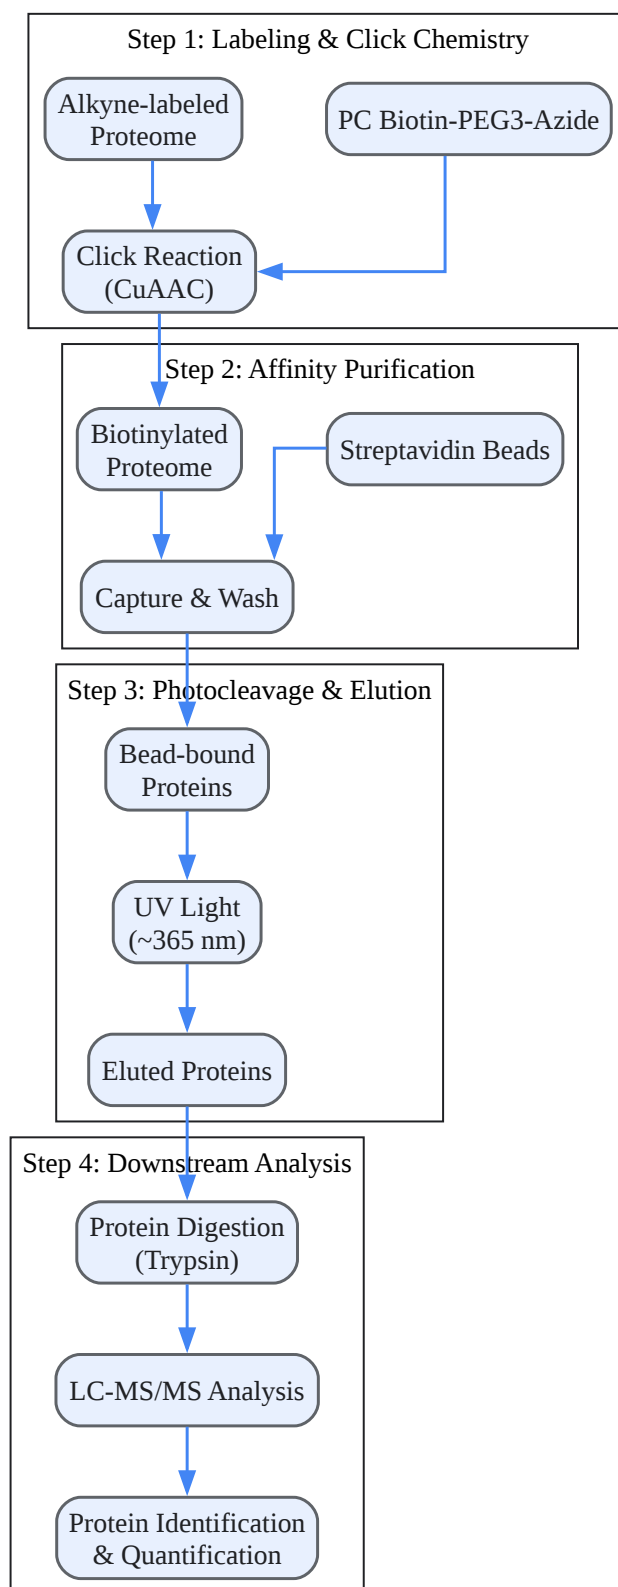 Step 1: Labeling & Click Chemistry
Alkyne-labeled
Proteome
PC Biotin-PEG3-Azide
Click Reaction
(CuAAC)
Step 2: Affinity Purification
Biotinylated
Proteome
Streptavidin Beads
Capture & Wash
Step 3: Photocleavage & Elution
Bead-bound
Proteins
UV Light
(~365 nm)
Eluted Proteins
Step 4: Downstream Analysis
Protein Digestion
(Trypsin)
LC-MS/MS Analysis
Protein Identification
& Quantification